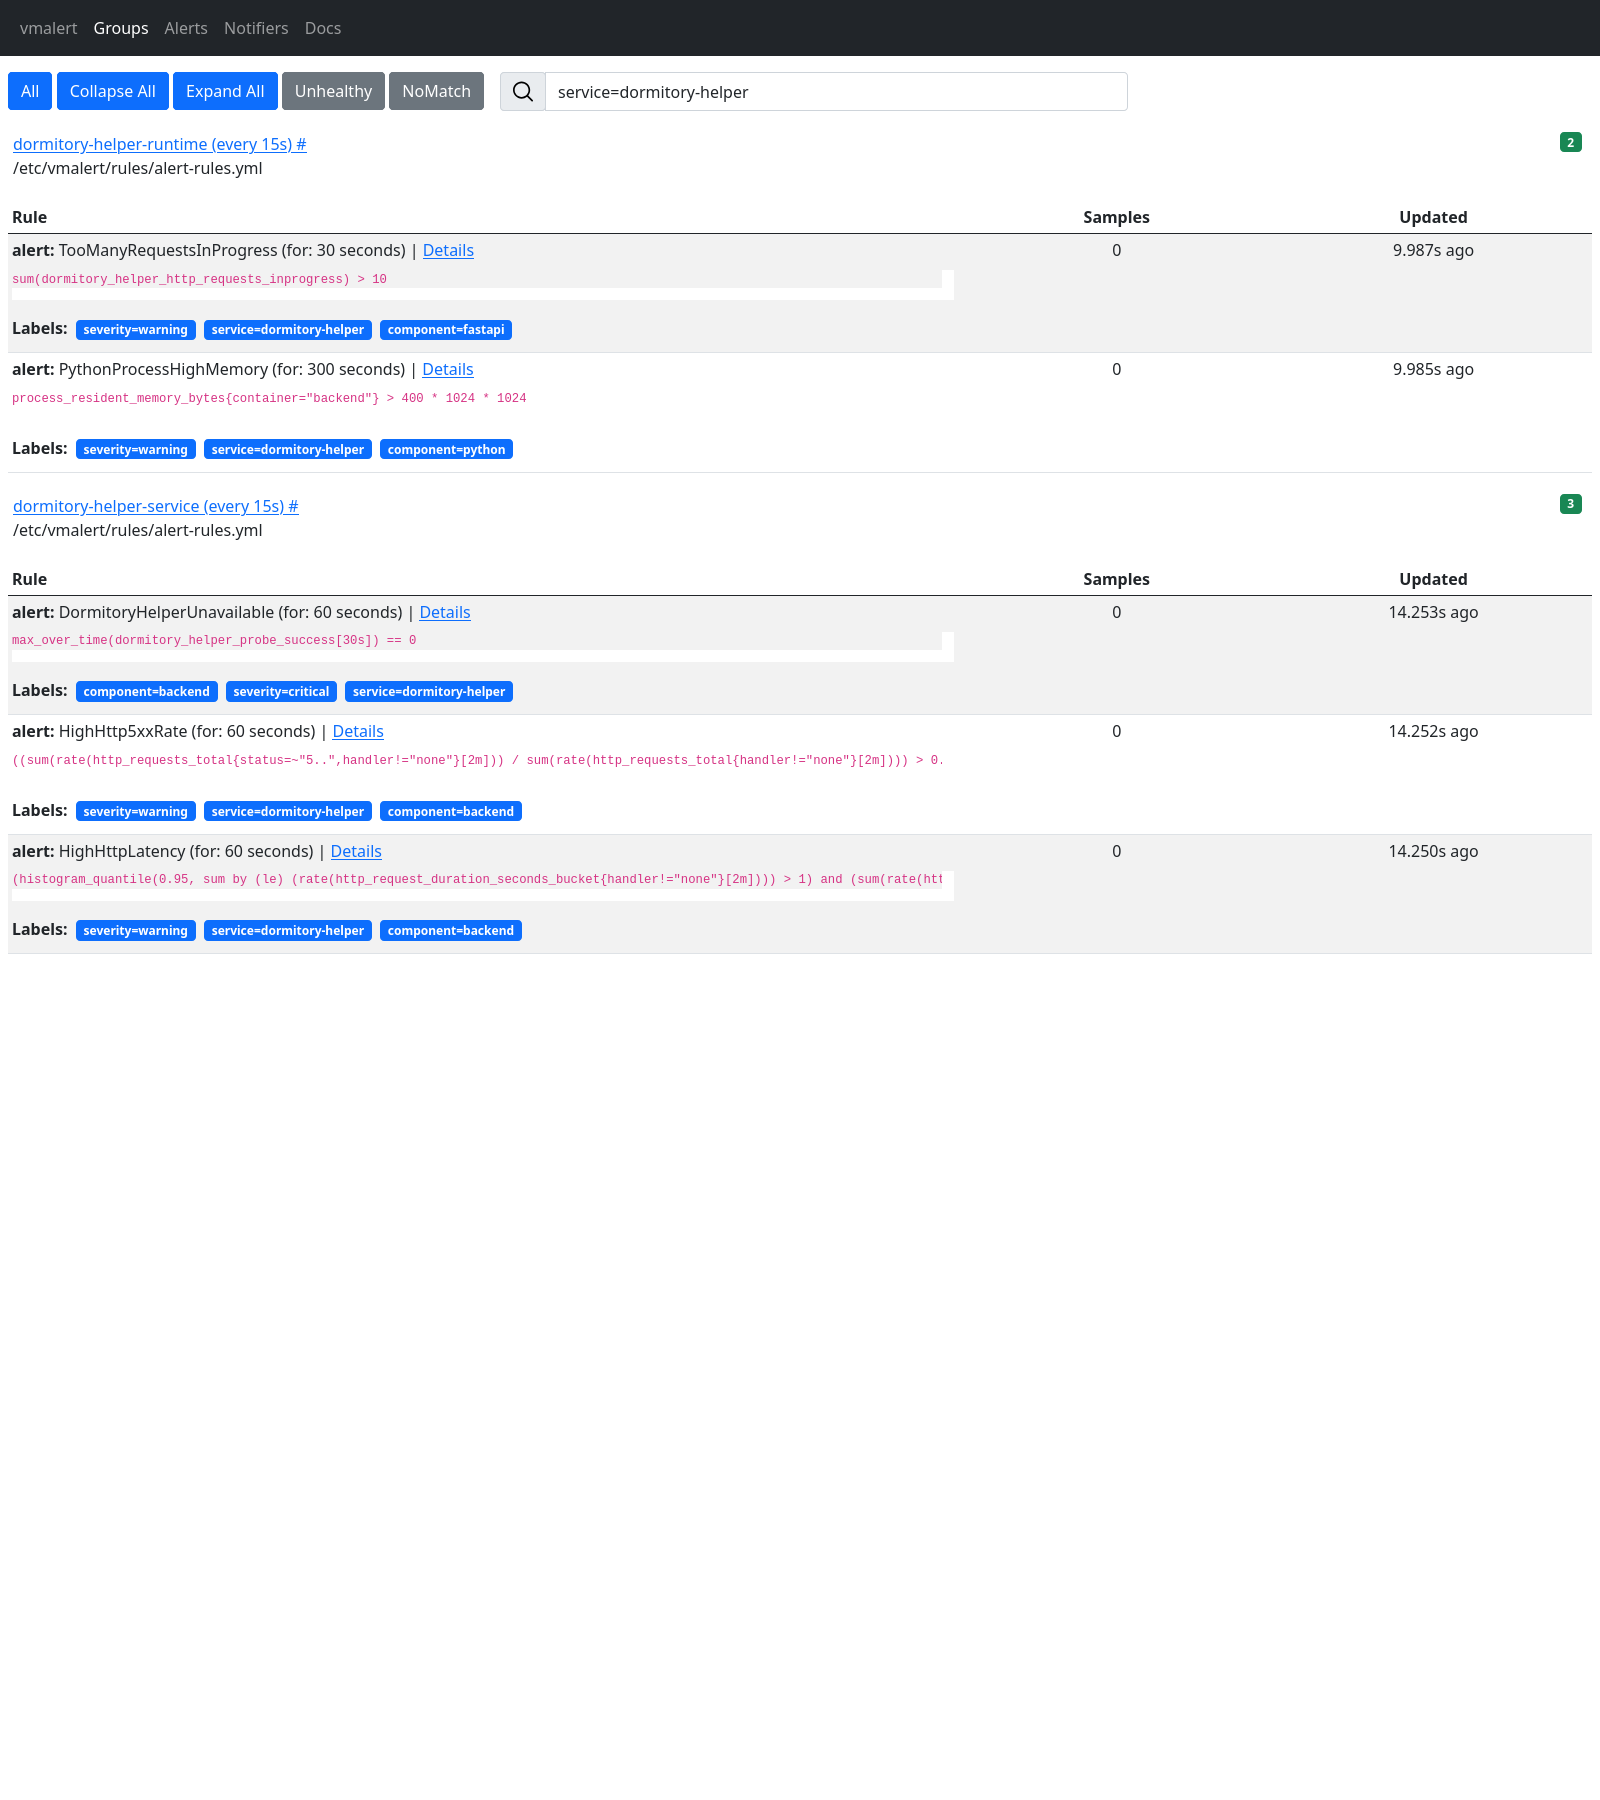 vmalert Groups Alerts Notifiers Docs
All Collapse All Expand All Unhealthy NoMatch service=dormitory-helper
dormitory-helper-runtime (every 15s) # 2
/etc/vmalert/rules/alert-rules.yml
Rule Samples Updated
alert: TooManyRequestsInProgress (for: 30 seconds) | Details 0 9.987s ago
sum(dormitory_helper_http_requests_inprogress) > 10
Labels: severity=warning service=dormitory-helper component=fastapi
alert: PythonProcessHighMemory (for: 300 seconds) | Details 0 9.985s ago
process_resident_memory_bytes{container="backend"} > 400 * 1024 * 1024
Labels: severity=warning service=dormitory-helper component=python
dormitory-helper-service (every 15s) # 3
/etc/vmalert/rules/alert-rules.yml
Rule Samples Updated
alert: DormitoryHelperUnavailable (for: 60 seconds) | Details 0 14.253s ago
max_over_time(dormitory_helper_probe_success[30s]) == 0
Labels: component=backend severity=critical service=dormitory-helper
alert: HighHttp5xxRate (for: 60 seconds) | Details 0 14.252s ago
((sum(rate(http_requests_total{status=~"5..",handler!="none"}[2m])) / sum(rate(http_requests_total{handler!="none"}[2m]))) > 0.
Labels: severity=warning service=dormitory-helper component=backend
alert: HighHttpLatency (for: 60 seconds) | Details 0 14.250s ago
(histogram_quantile(0.95, sum by (le) (rate(http_request_duration_seconds_bucket{handler!="none"}[2m]))) > 1) and (sum(rate(htt
Labels: severity=warning service=dormitory-helper component=backend